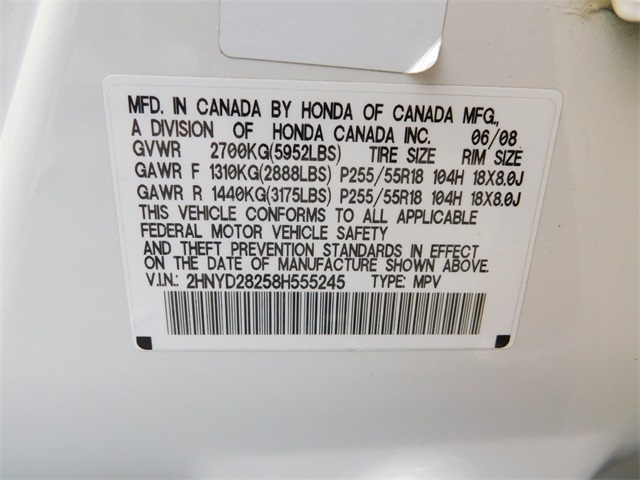 MFD. IN CANADA BY HONDA OF CANADA MFG.,
A DIVISION OF HONDA CANADA INC. 06/08
GVWR 2700KG(5952LBS) TIRE SIZE RIM SIZE
GAWR F 1310KG(2888LBS) P255/55R18 104H 18X8.0J
GAWR R 1440KG(3175LBS) P255/55R18 104H 18X8.0J
THIS VEHICLE CONFORMS TO ALL APPLICABLE
FEDERAL MOTOR VEHICLE SAFETY
AND THEFT PREVENTION STANDARDS IN EFFECT
ON THE DATE OF MANUFACTURE SHOWN ABOVE.
V.I.N.: 2HNYD28258H555245 TYPE: MPV